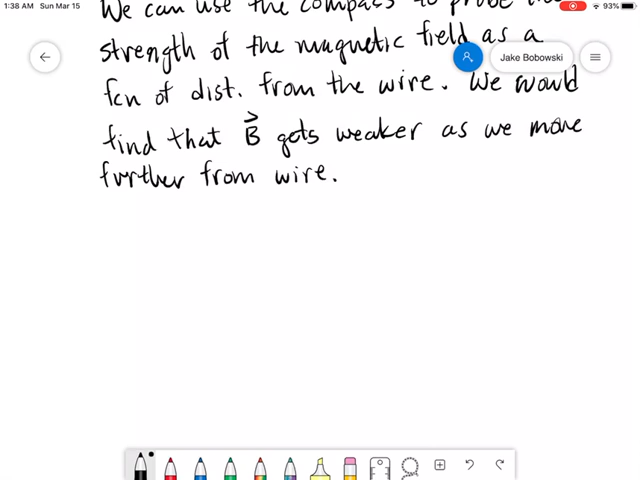 1:38 AM Sun Mar 15
93%
We can use the compass to probe the
strength of the magnetic field as a
Jake Bobowski
fcn of dist. from the wire. We would
find that B gets weaker as we move
further from wire.